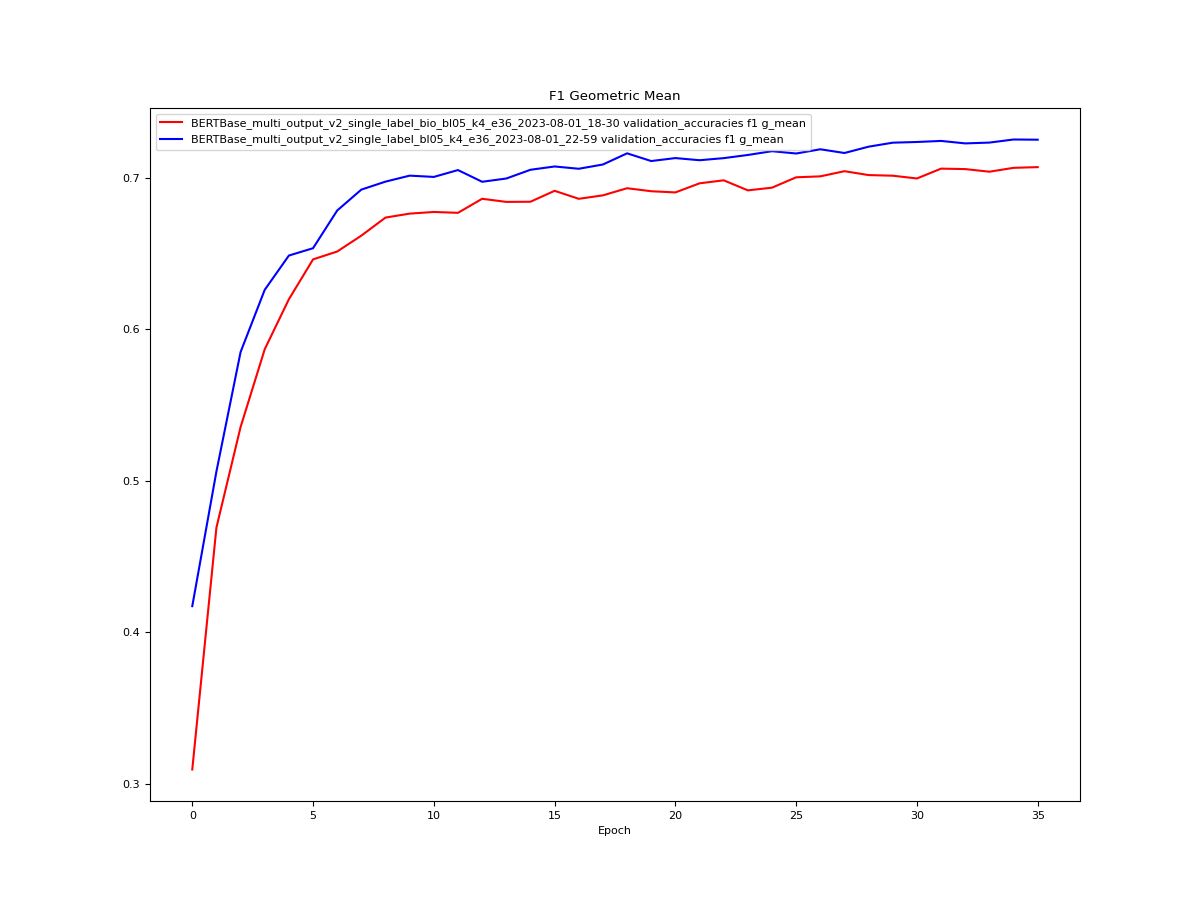 F1 Geometric Mean
BERTBase_multi_output_v2_single_label_bio_bl05_k4_e36_2023-08-01_18-30 validation_accuracies f1 g_mean
BERTBase_multi_output_v2_single_label_bl05_k4_e36_2023-08-01_22-59 validation_accuracies f1 g_mean
0.7
0.6
0.5
0.4
0.3
0 5 10 15 20 25 30 35
Epoch